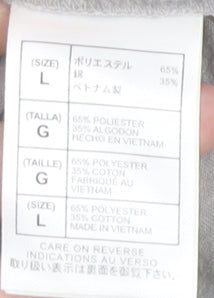 (SIZE)
L
ポリエステル 65%
綿 35%
ベトナム製
(TALLA)
G
65% POLIESTER
35% ALGODON
HECHO EN VIETNAM
(TAILLE)
G
65% POLYESTER
35% COTON
FABRIQUÉ AU
VIETNAM
(SIZE)
L
65% POLYESTER
35% COTTON
MADE IN VIETNAM
CARE ON REVERSE
INDICATIONS AU VERSO
取り扱い表示は裏面を御覧下さい。